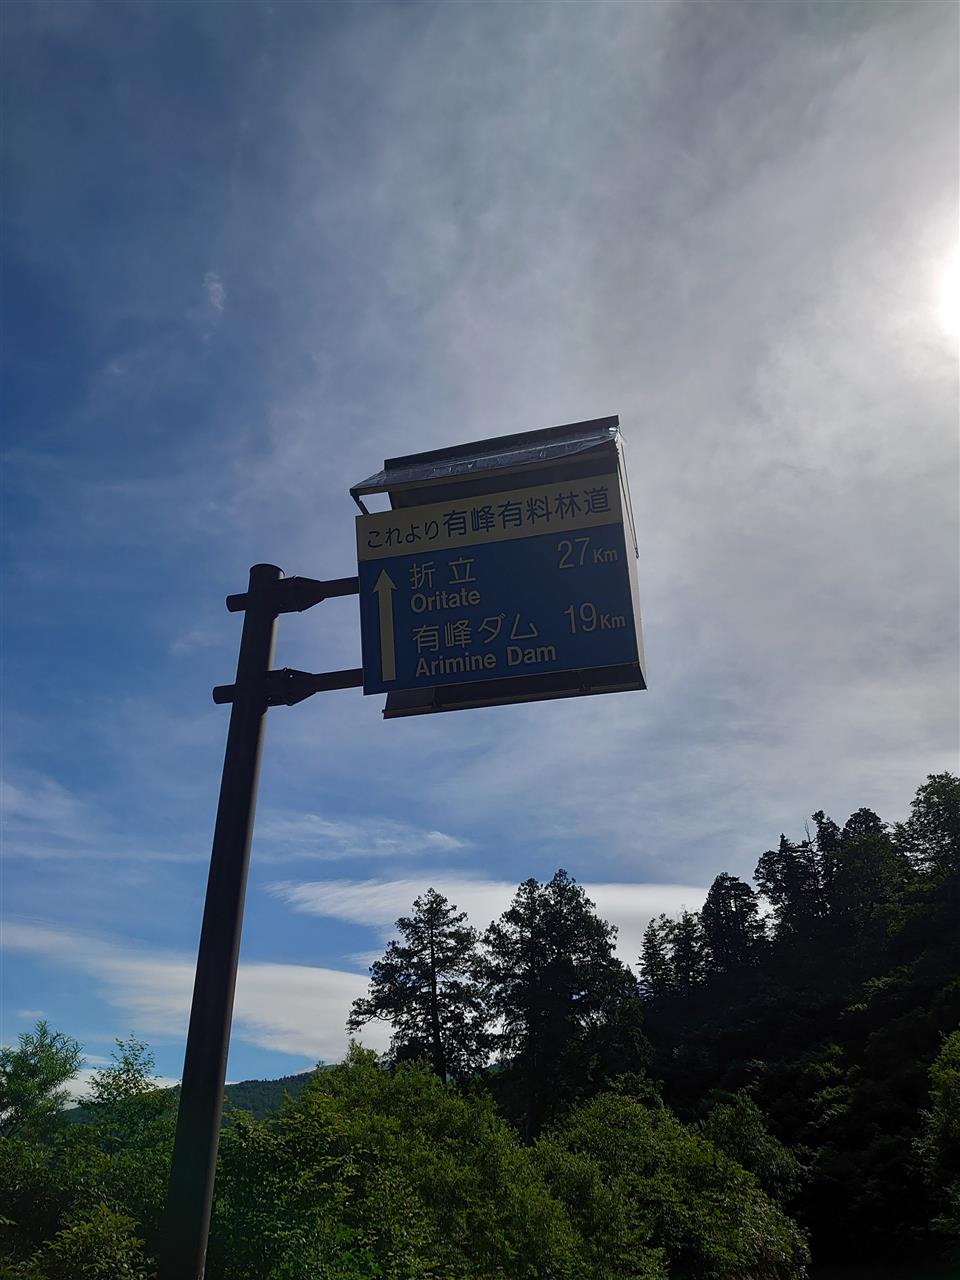 これより有峰有料林道
折立 27Km
Oritate
有峰ダム 19Km
Arimine Dam